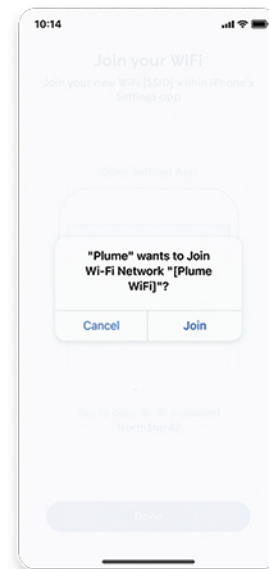 10:14
Join your WiFi
Join your new WiFi [SSID] within iPhone's
Settings app
"Plume" wants to Join
Wi-Fi Network "[Plume
WiFi]"?
Cancel
Join
Done